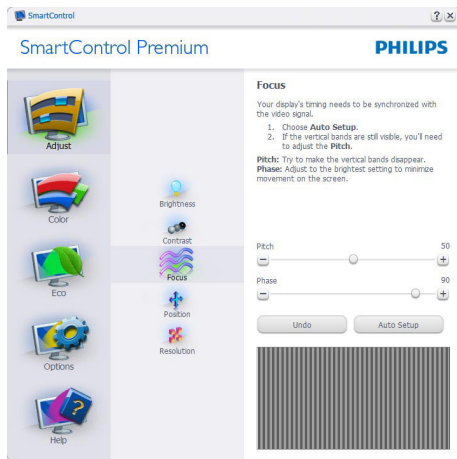 SmartControl
SmartControl Premium
PHILIPS
Adjust
Color
Eco
Options
Help
Brightness
Contrast
Focus
Position
Resolution
Focus
Your display's timing needs to be synchronized with
the video signal.
1. Choose Auto Setup.
2. If the vertical bands are still visible, you'll need
to adjust the Pitch.
Pitch: Try to make the vertical bands disappear.
Phase: Adjust to the brightest setting to minimize
movement on the screen.
Pitch 50
Phase 90
Undo Auto Setup